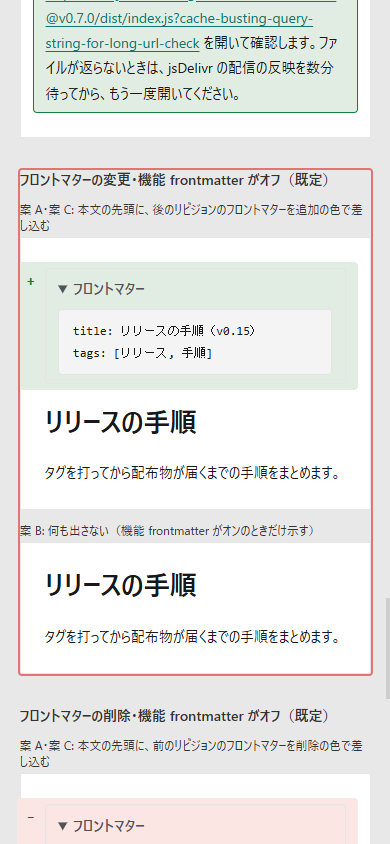 @v0.7.0/dist/index.js?cache-busting-query-
string-for-long-url-check を開いて確認します。ファ
イルが返らないときは、jsDelivr の配信の反映を数分
待ってから、もう一度開いてください。
フロントマターの変更・機能 frontmatter がオフ（既定）
案 A・案 C: 本文の先頭に、後のリビジョンのフロントマターを追加の色で差
し込む
+
▼ フロントマター
title: リリースの手順（v0.15）
tags: [リリース, 手順]
リリースの手順
タグを打ってから配布物が届くまでの手順をまとめます。
案 B: 何も出さない（機能 frontmatter がオンのときだけ示す）
リリースの手順
タグを打ってから配布物が届くまでの手順をまとめます。
フロントマターの削除・機能 frontmatter がオフ（既定）
案 A・案 C: 本文の先頭に、前のリビジョンのフロントマターを削除の色で差
し込む
−
▼ フロントマター